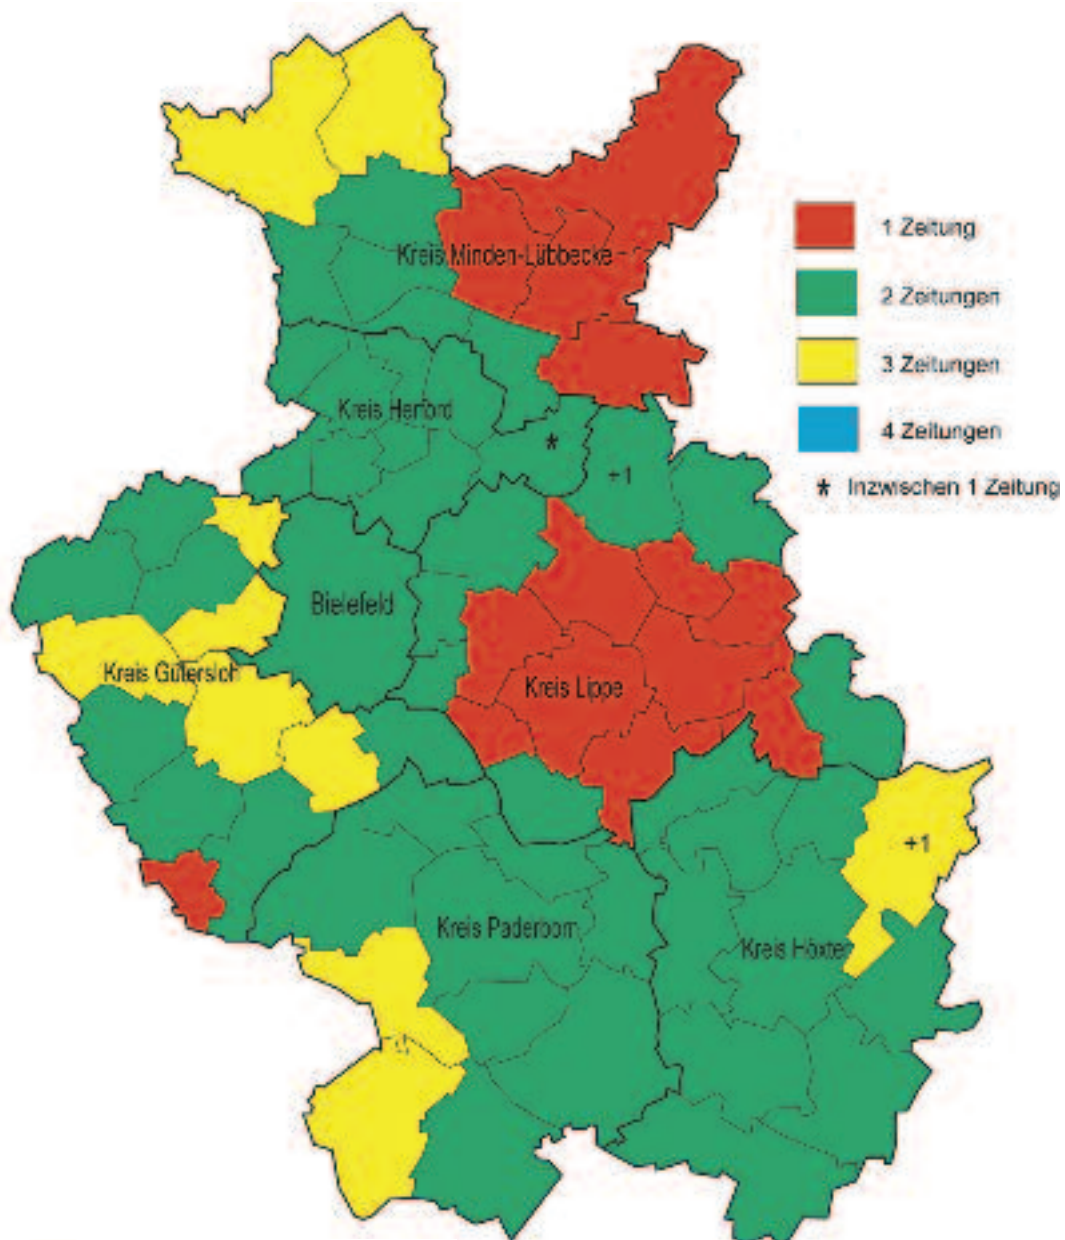 1 Zeitung
Kreis Minden-Lübbecke
2 Zeitungen
3 Zeitungen
Kreis Herford
4 Zeitungen
*
+1
* Inzwischen 1 Zeitung
Bielefeld
Kreis Gütersloh
Kreis Lippe
+1
Kreis Paderborn
Kreis Höxter